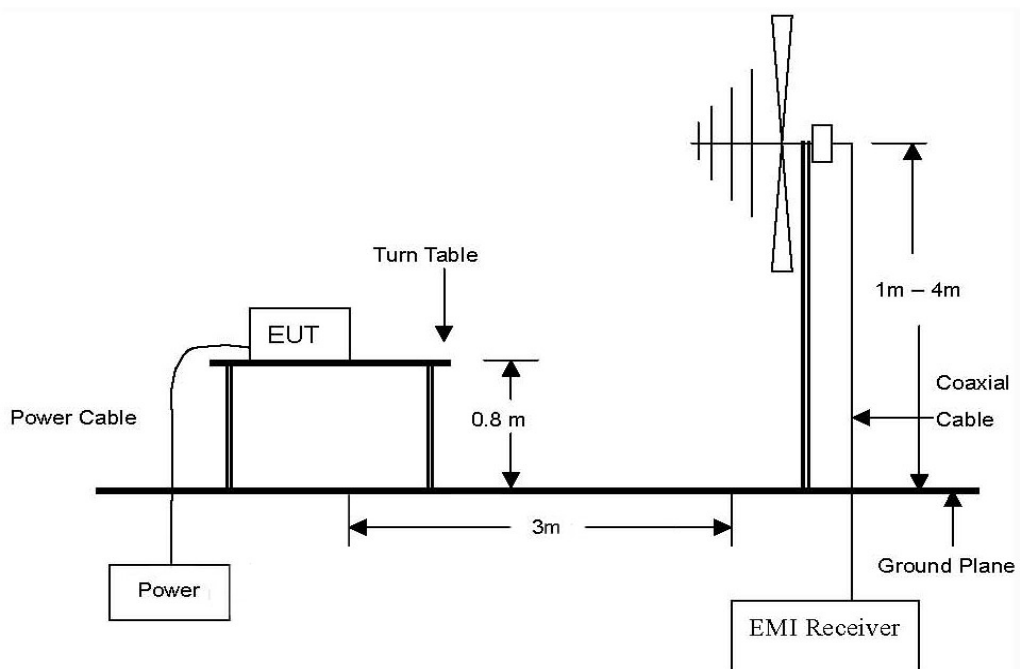 Turn Table
1m – 4m
EUT
Coaxial
Power Cable
0.8 m
Cable
3m
Ground Plane
Power
EMI Receiver